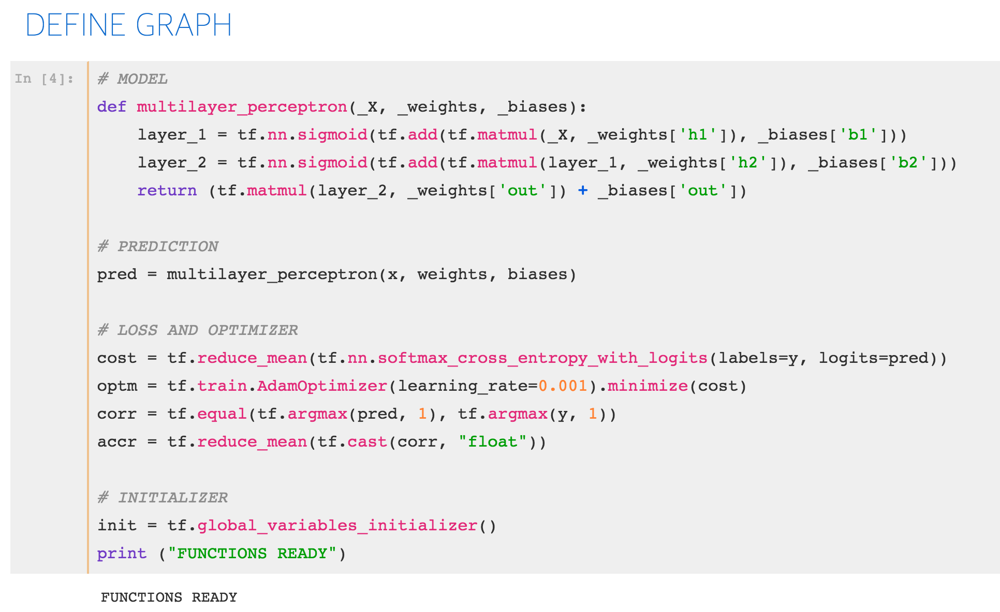 DEFINE GRAPH
In [4]:
# MODEL
def multilayer_perceptron(_X, _weights, _biases):
    layer_1 = tf.nn.sigmoid(tf.add(tf.matmul(_X, _weights['h1']), _biases['b1']))
    layer_2 = tf.nn.sigmoid(tf.add(tf.matmul(layer_1, _weights['h2']), _biases['b2']))
    return (tf.matmul(layer_2, _weights['out']) + _biases['out'])
# PREDICTION
pred = multilayer_perceptron(x, weights, biases)
# LOSS AND OPTIMIZER
cost = tf.reduce_mean(tf.nn.softmax_cross_entropy_with_logits(labels=y, logits=pred))
optm = tf.train.AdamOptimizer(learning_rate=0.001).minimize(cost)
corr = tf.equal(tf.argmax(pred, 1), tf.argmax(y, 1))
accr = tf.reduce_mean(tf.cast(corr, "float"))
# INITIALIZER
init = tf.global_variables_initializer()
print ("FUNCTIONS READY")
FUNCTIONS READY